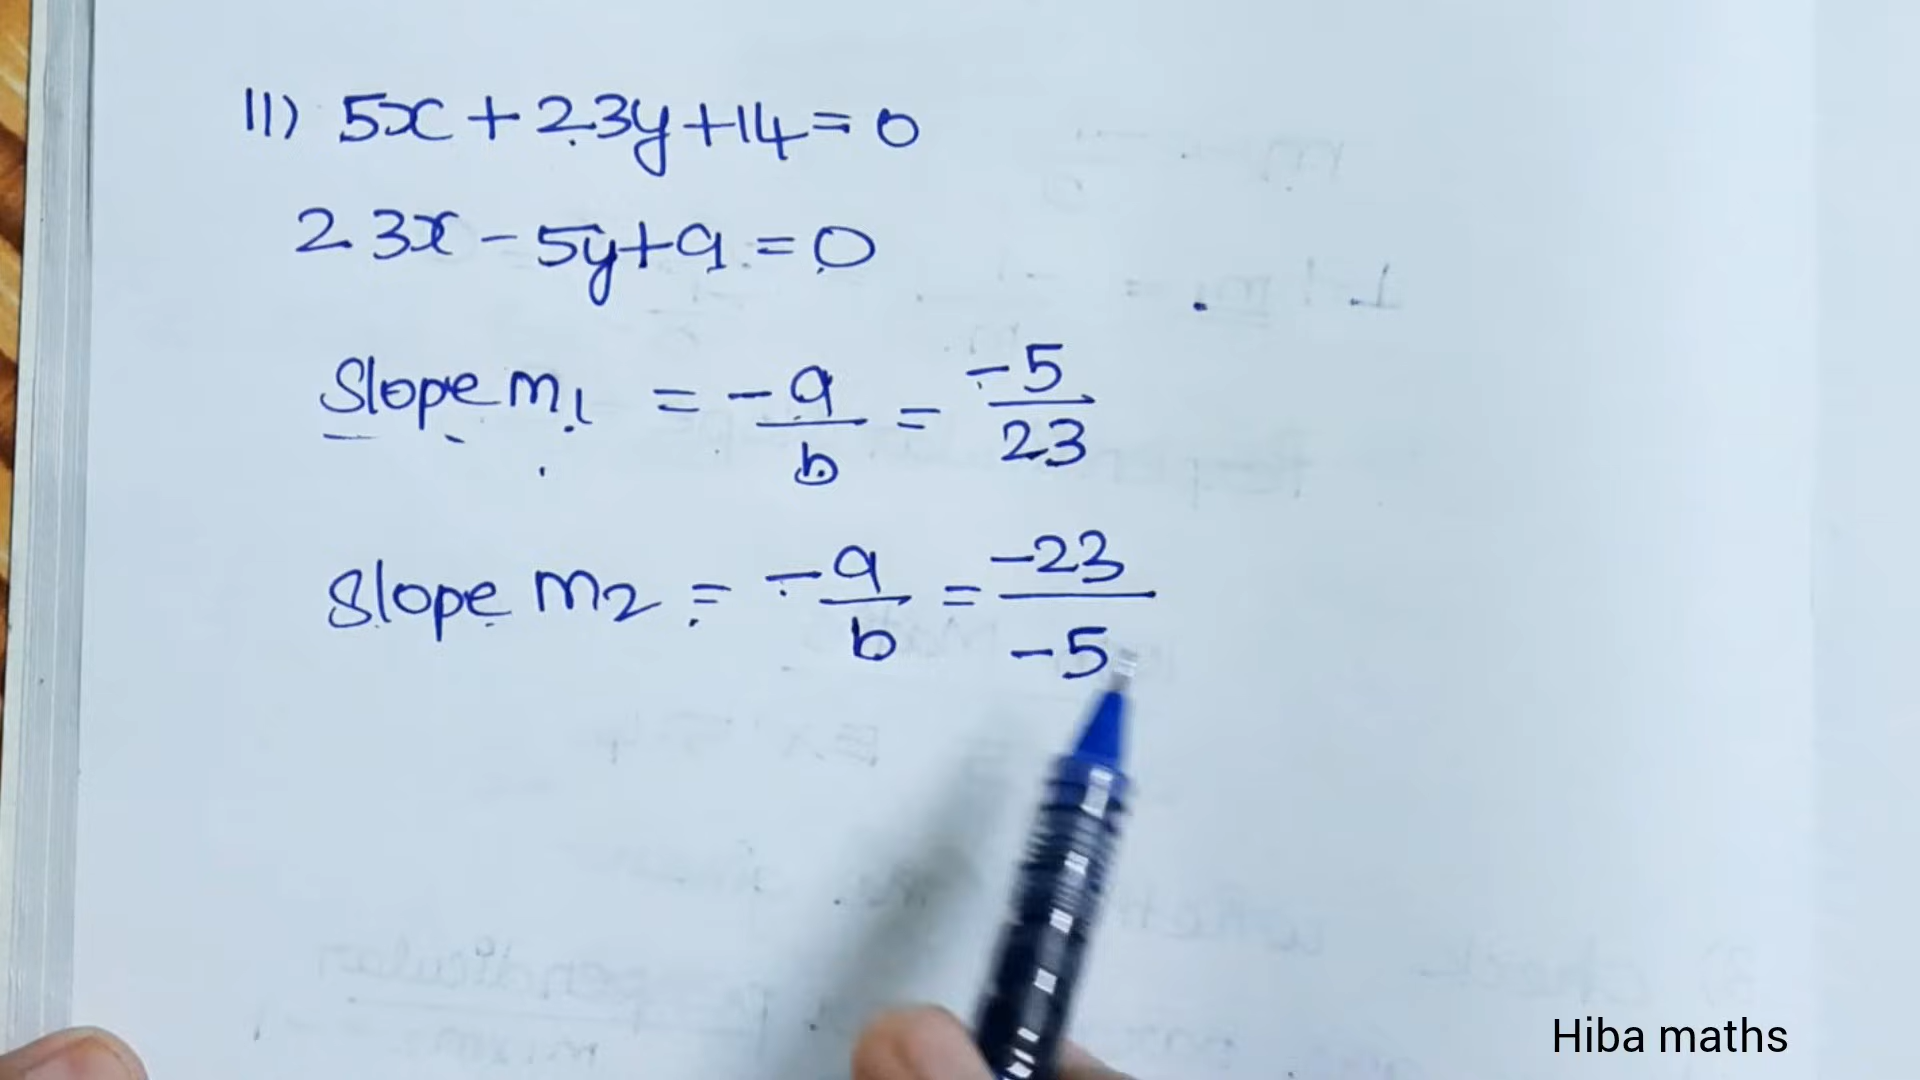 11) 5x + 23y + 14 = 0
23x - 5y + 9 = 0
Slope m1 = -a/b = -5/23
Slope m2 = -a/b = -23/-5
Hiba maths